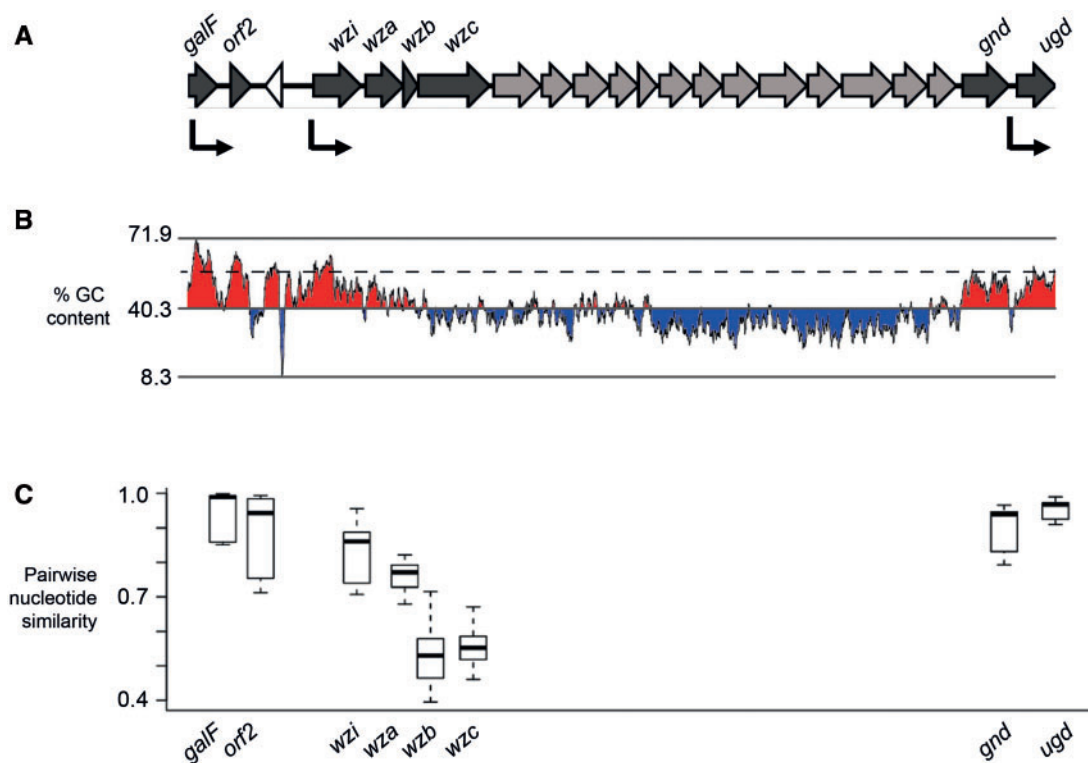 A
galF orf2 wzi wza wzb wzc gnd ugd
B
71.9
% GC
content
40.3
8.3
C
1.0
Pairwise
nucleotide
similarity
0.7
0.4
galF orf2 wzi wza wzb wzc gnd ugd